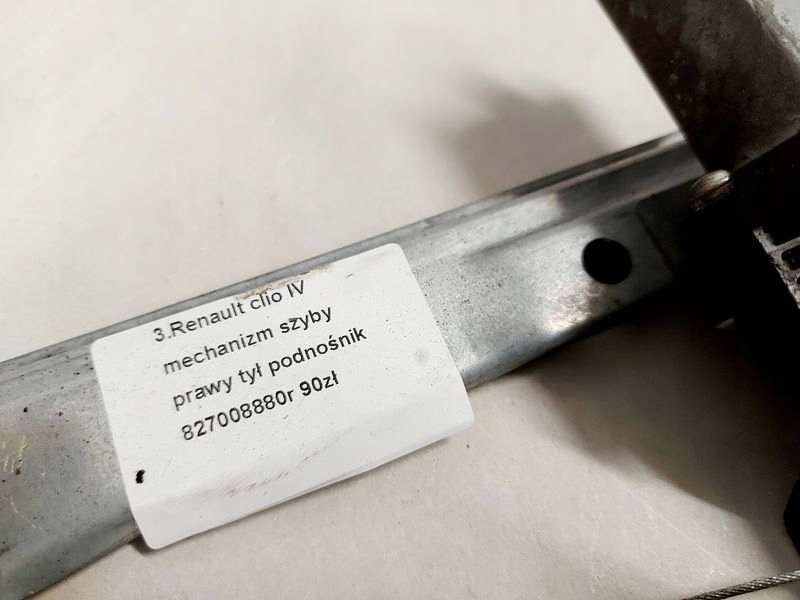 3.Renault clio IV
mechanizm szyby
prawy tył podnośnik
827008880r 90zł